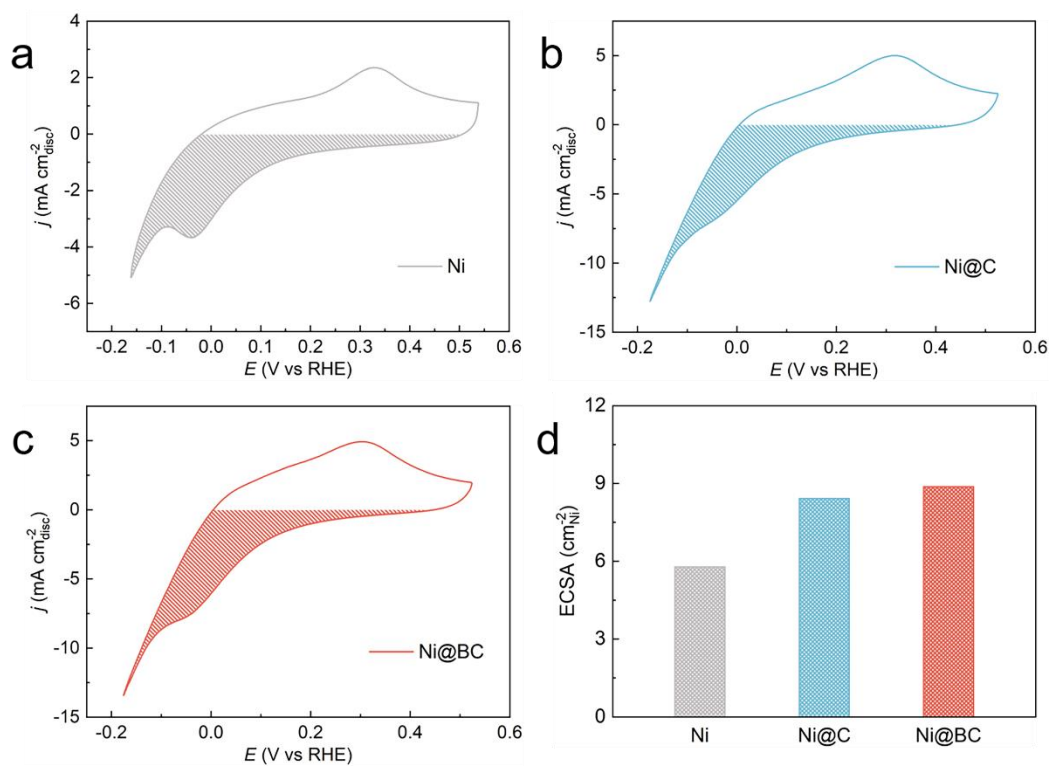 a
4
2
0
-2
-4
-6
j (mA cm⁻²disc)
Ni
-0.2 -0.1 0.0 0.1 0.2 0.3 0.4 0.5 0.6
E (V vs RHE)
b
5
0
-5
-10
-15
j (mA cm⁻²disc)
Ni@C
-0.2 0.0 0.2 0.4 0.6
E (V vs RHE)
c
5
0
-5
-10
-15
j (mA cm⁻²disc)
Ni@BC
-0.2 0.0 0.2 0.4 0.6
E (V vs RHE)
d
12
9
6
3
0
ECSA (cm⁻²Ni)
Ni Ni@C Ni@BC